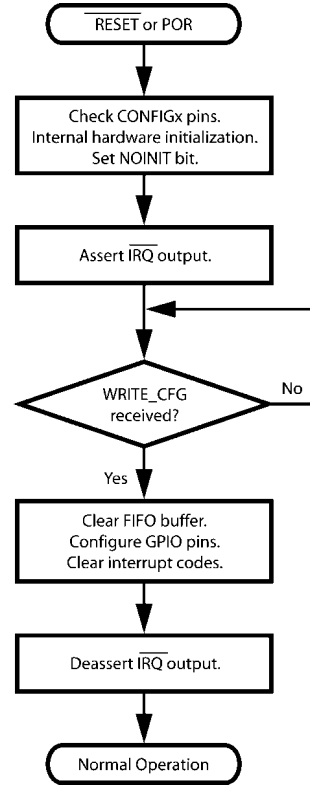 RESET or POR
Check CONFIGx pins.
Internal hardware initialization.
Set NOINIT bit.
Assert IRQ output.
WRITE_CFG
received?
No
Yes
Clear FIFO buffer.
Configure GPIO pins.
Clear interrupt codes.
Deassert IRQ output.
Normal Operation